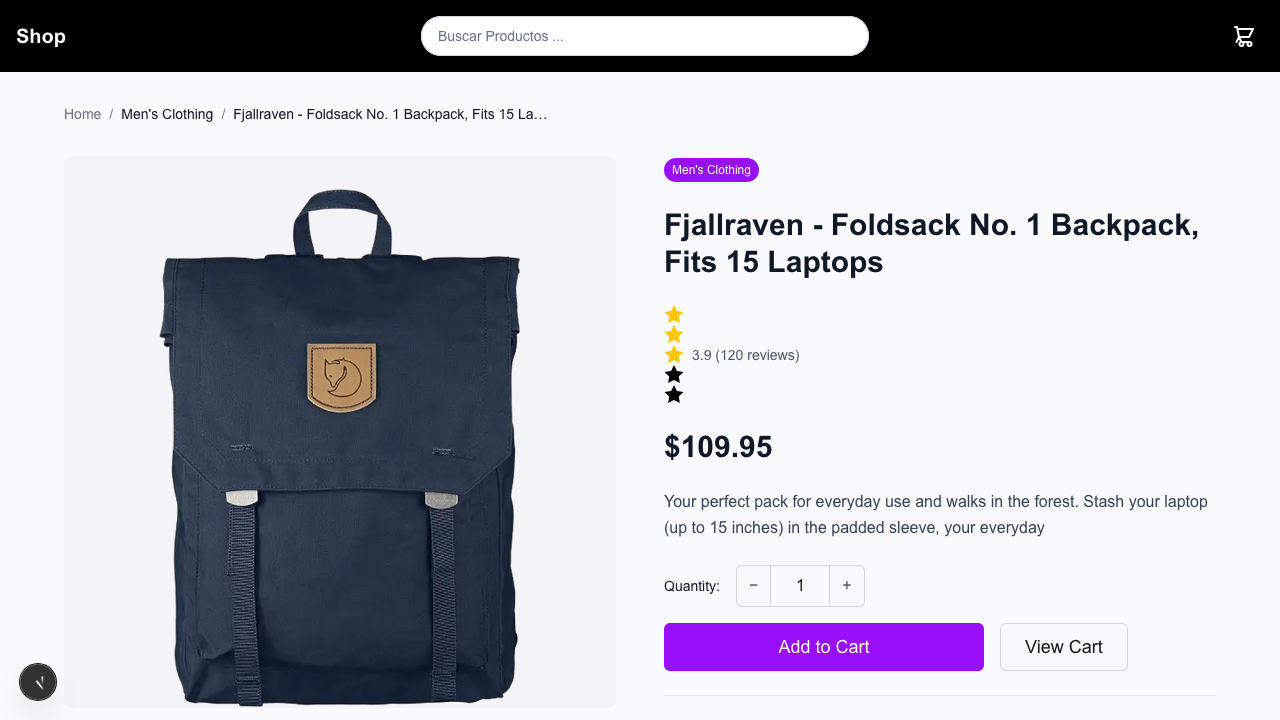 Shop
Buscar Productos ...
Home / Men's Clothing / Fjallraven - Foldsack No. 1 Backpack, Fits 15 La…
Men's Clothing
Fjallraven - Foldsack No. 1 Backpack,
Fits 15 Laptops
3.9 (120 reviews)
$109.95
Your perfect pack for everyday use and walks in the forest. Stash your laptop
(up to 15 inches) in the padded sleeve, your everyday
Quantity: − 1 +
Add to Cart
View Cart